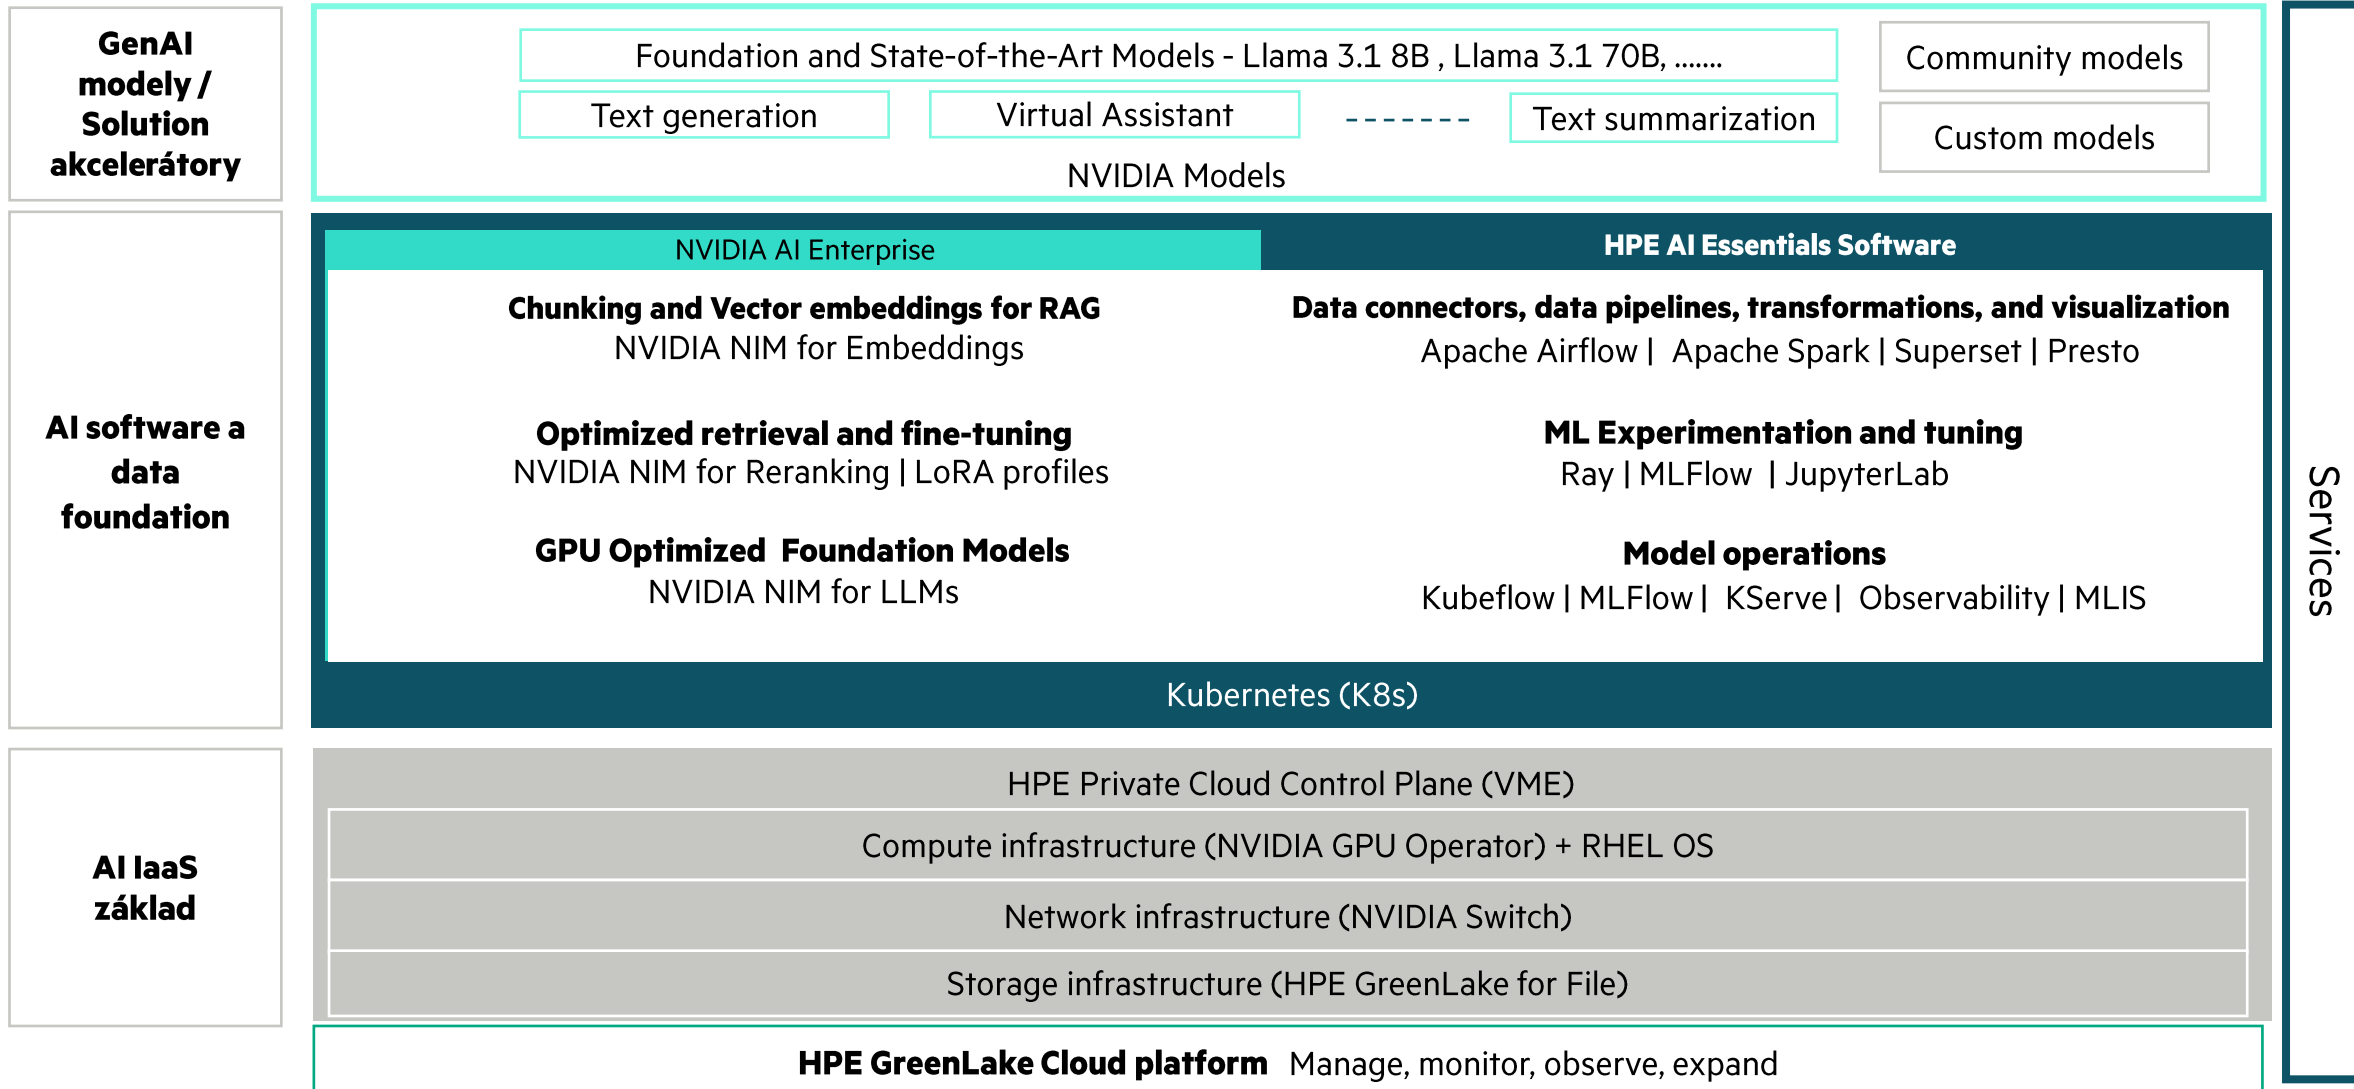 GenAI
modely /
Solution
akcelerátory
Foundation and State-of-the-Art Models - Llama 3.1 8B , Llama 3.1 70B, .......
Text generation
Virtual Assistant
-------
Text summarization
Community models
Custom models
NVIDIA Models
AI software a
data
foundation
NVIDIA AI Enterprise
Chunking and Vector embeddings for RAG
NVIDIA NIM for Embeddings
Optimized retrieval and fine-tuning
NVIDIA NIM for Reranking | LoRA profiles
GPU Optimized  Foundation Models
NVIDIA NIM for LLMs
HPE AI Essentials Software
Data connectors, data pipelines, transformations, and visualization
Apache Airflow |  Apache Spark | Superset | Presto
ML Experimentation and tuning
Ray | MLFlow  | JupyterLab
Model operations
Kubeflow | MLFlow |  KServe |  Observability | MLIS
Kubernetes (K8s)
AI IaaS
základ
HPE Private Cloud Control Plane (VME)
Compute infrastructure (NVIDIA GPU Operator) + RHEL OS
Network infrastructure (NVIDIA Switch)
Storage infrastructure (HPE GreenLake for File)
HPE GreenLake Cloud platform  Manage, monitor, observe, expand
Services